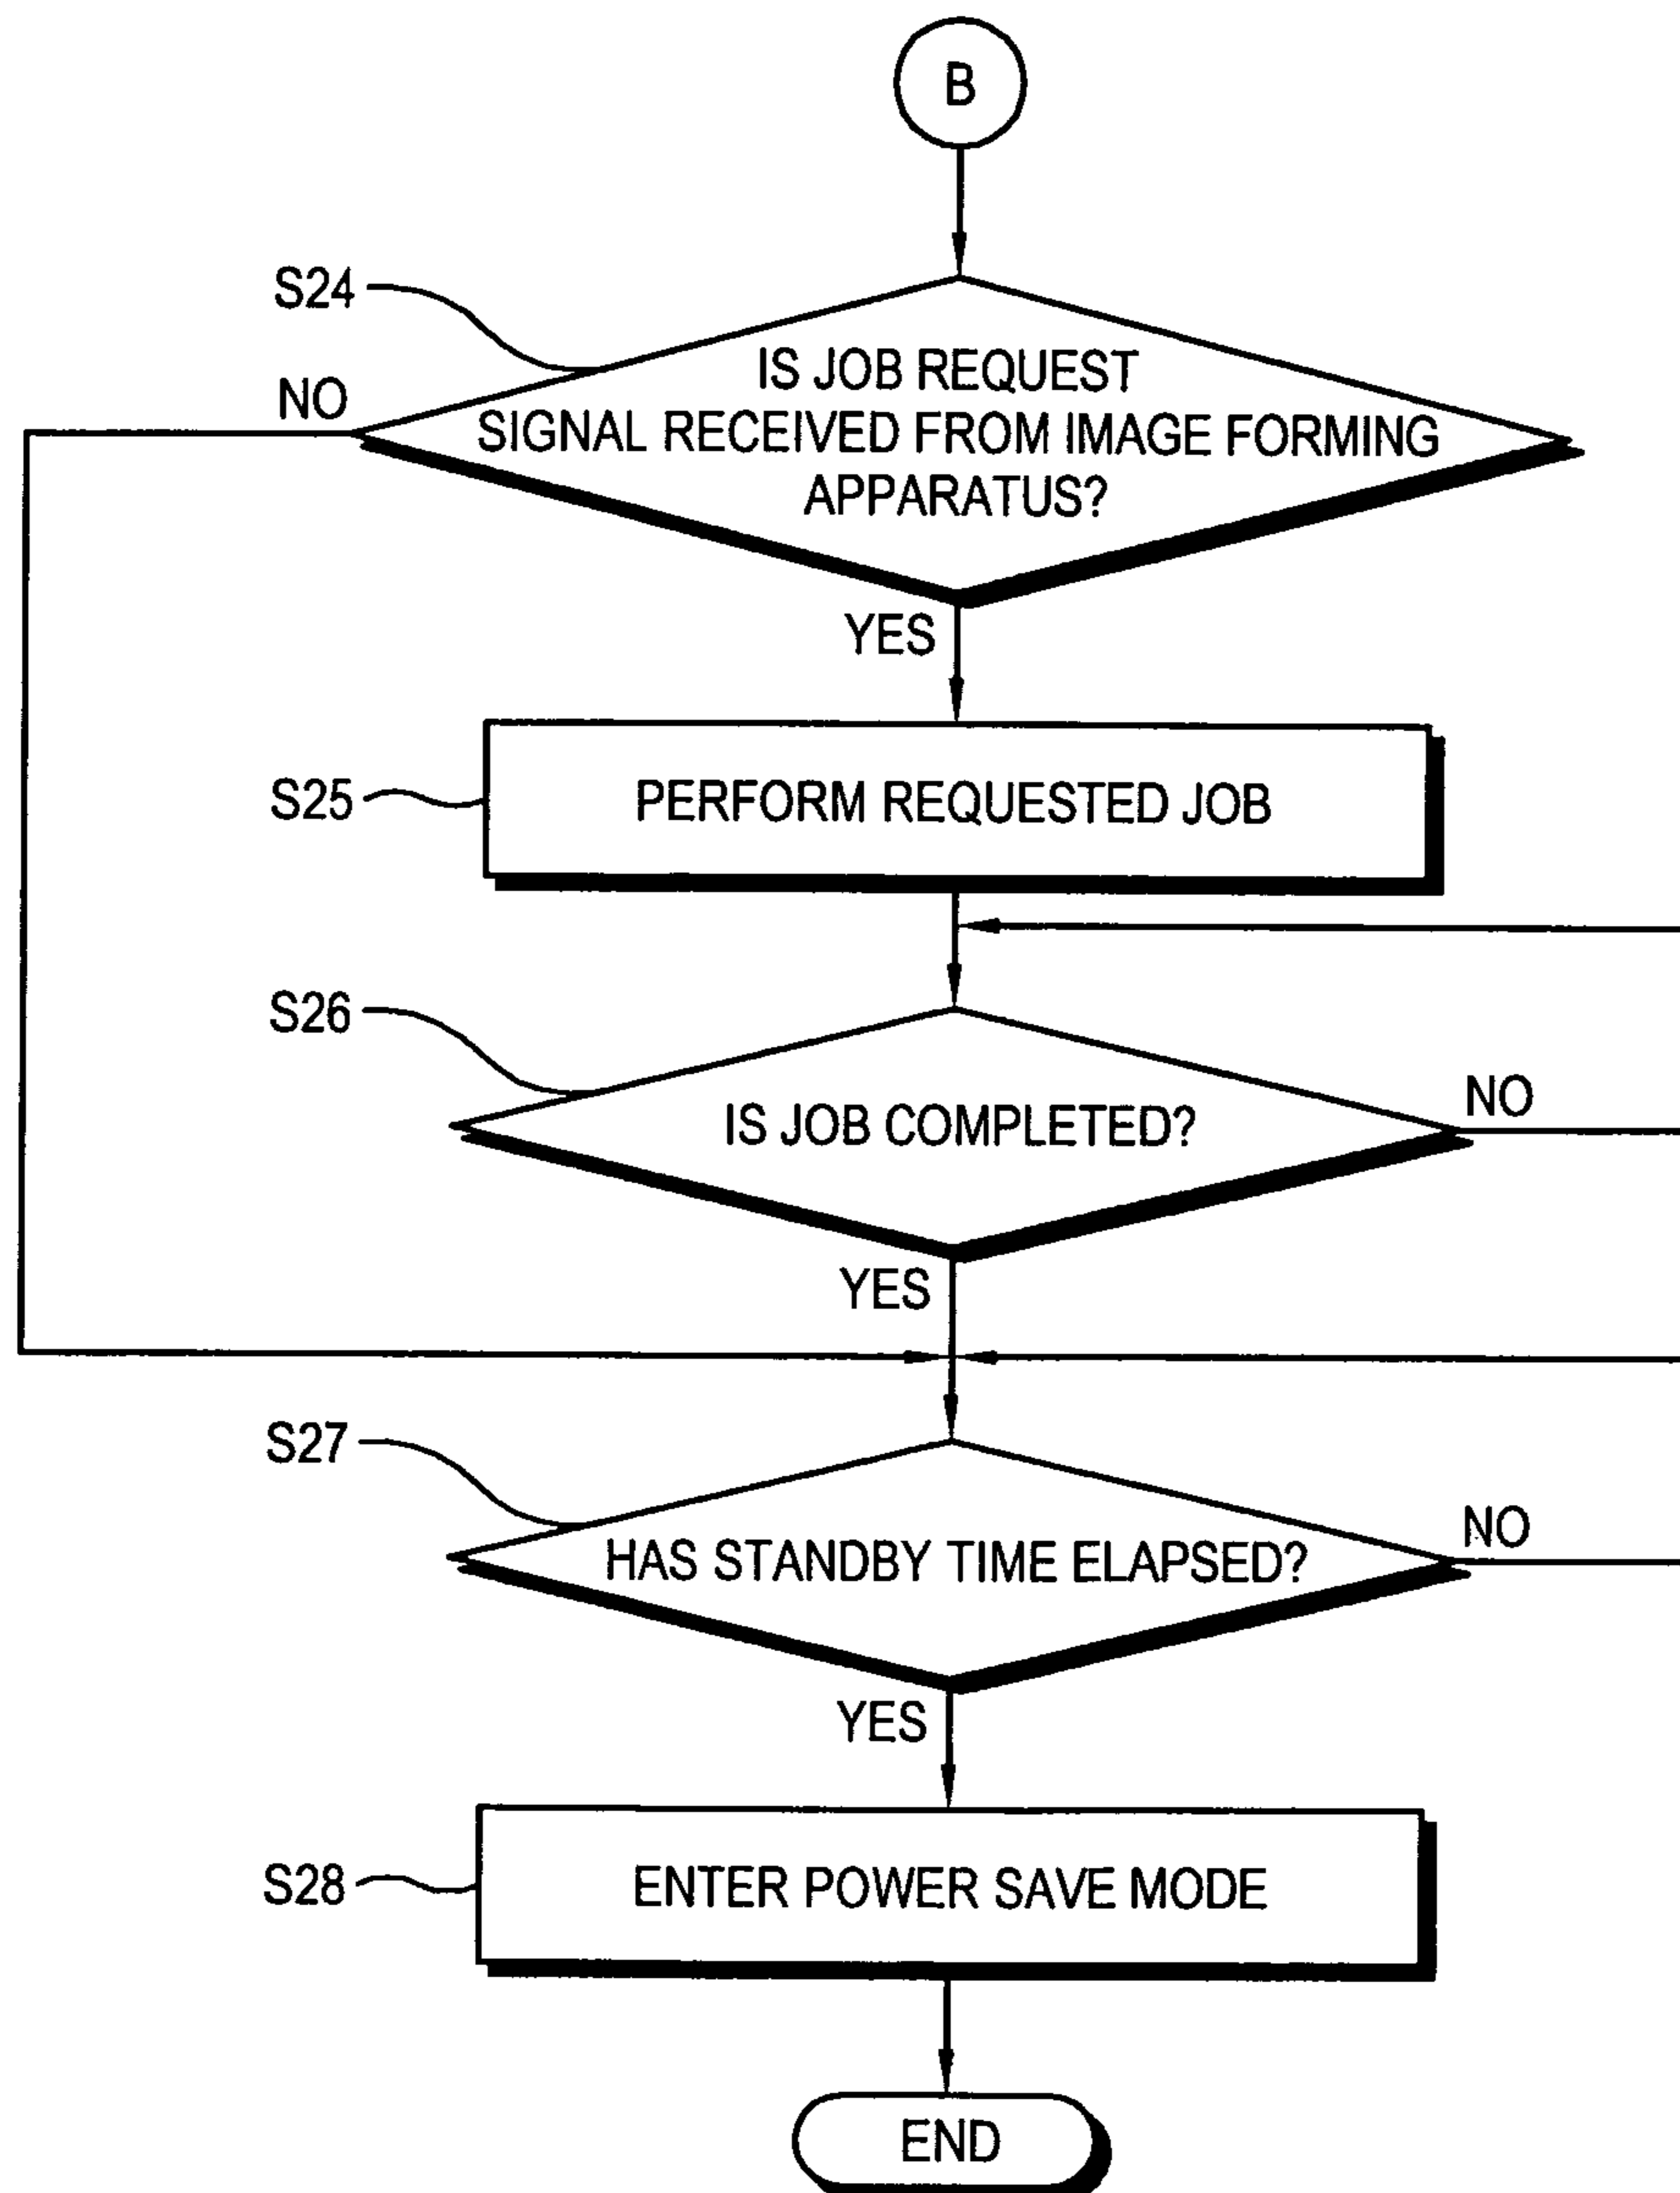 B
S24
NO
IS JOB REQUEST
SIGNAL RECEIVED FROM IMAGE FORMING
APPARATUS?
YES
S25
PERFORM REQUESTED JOB
S26
IS JOB COMPLETED?
NO
YES
S27
HAS STANDBY TIME ELAPSED?
NO
YES
S28
ENTER POWER SAVE MODE
END